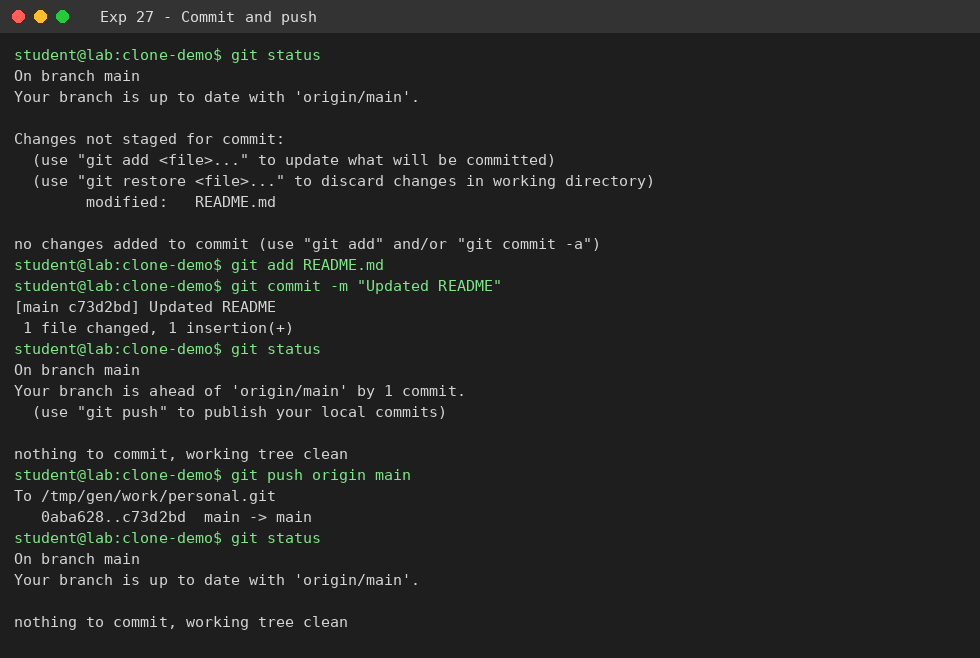 Exp 27 - Commit and push
student@lab:clone-demo$ git status
On branch main
Your branch is up to date with 'origin/main'.
Changes not staged for commit:
  (use "git add <file>..." to update what will be committed)
  (use "git restore <file>..." to discard changes in working directory)
        modified:   README.md
no changes added to commit (use "git add" and/or "git commit -a")
student@lab:clone-demo$ git add README.md
student@lab:clone-demo$ git commit -m "Updated README"
[main c73d2bd] Updated README
 1 file changed, 1 insertion(+)
student@lab:clone-demo$ git status
On branch main
Your branch is ahead of 'origin/main' by 1 commit.
  (use "git push" to publish your local commits)
nothing to commit, working tree clean
student@lab:clone-demo$ git push origin main
To /tmp/gen/work/personal.git
   0aba628..c73d2bd  main -> main
student@lab:clone-demo$ git status
On branch main
Your branch is up to date with 'origin/main'.
nothing to commit, working tree clean